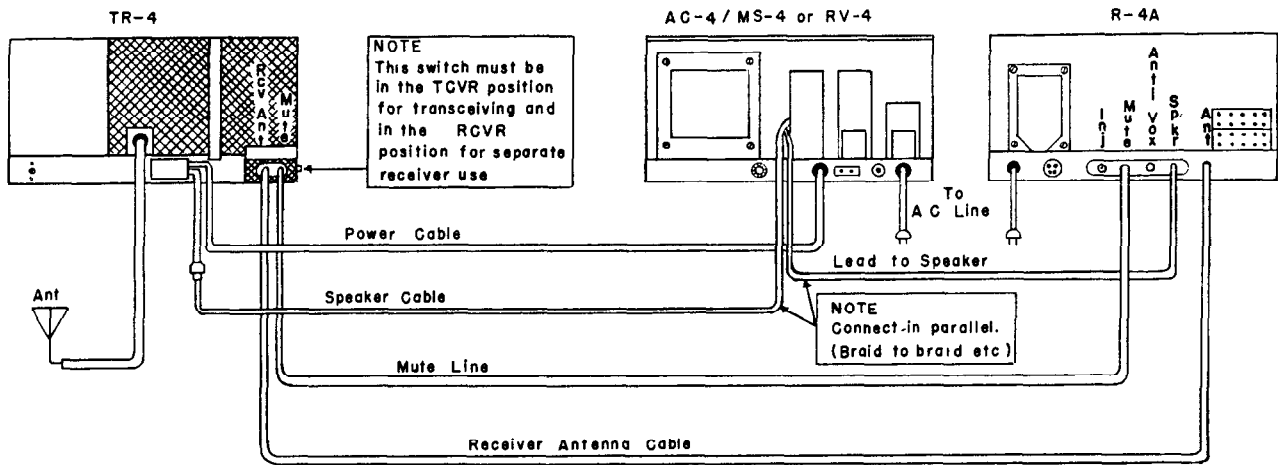 TR-4
AC-4 / MS-4 or RV-4
R-4A
NOTE
This switch must be
in the TCVR position
for transceiving and
in the RCVR
position for separate
receiver use
Rcv Ant
Mute
Inj
Mute
Anti Vox
Spkr
Ant
To
AC Line
Power Cable
Lead to Speaker
Ant
Speaker Cable
NOTE
Connect-in parallel.
(Braid to braid etc)
Mute Line
Receiver Antenna Cable